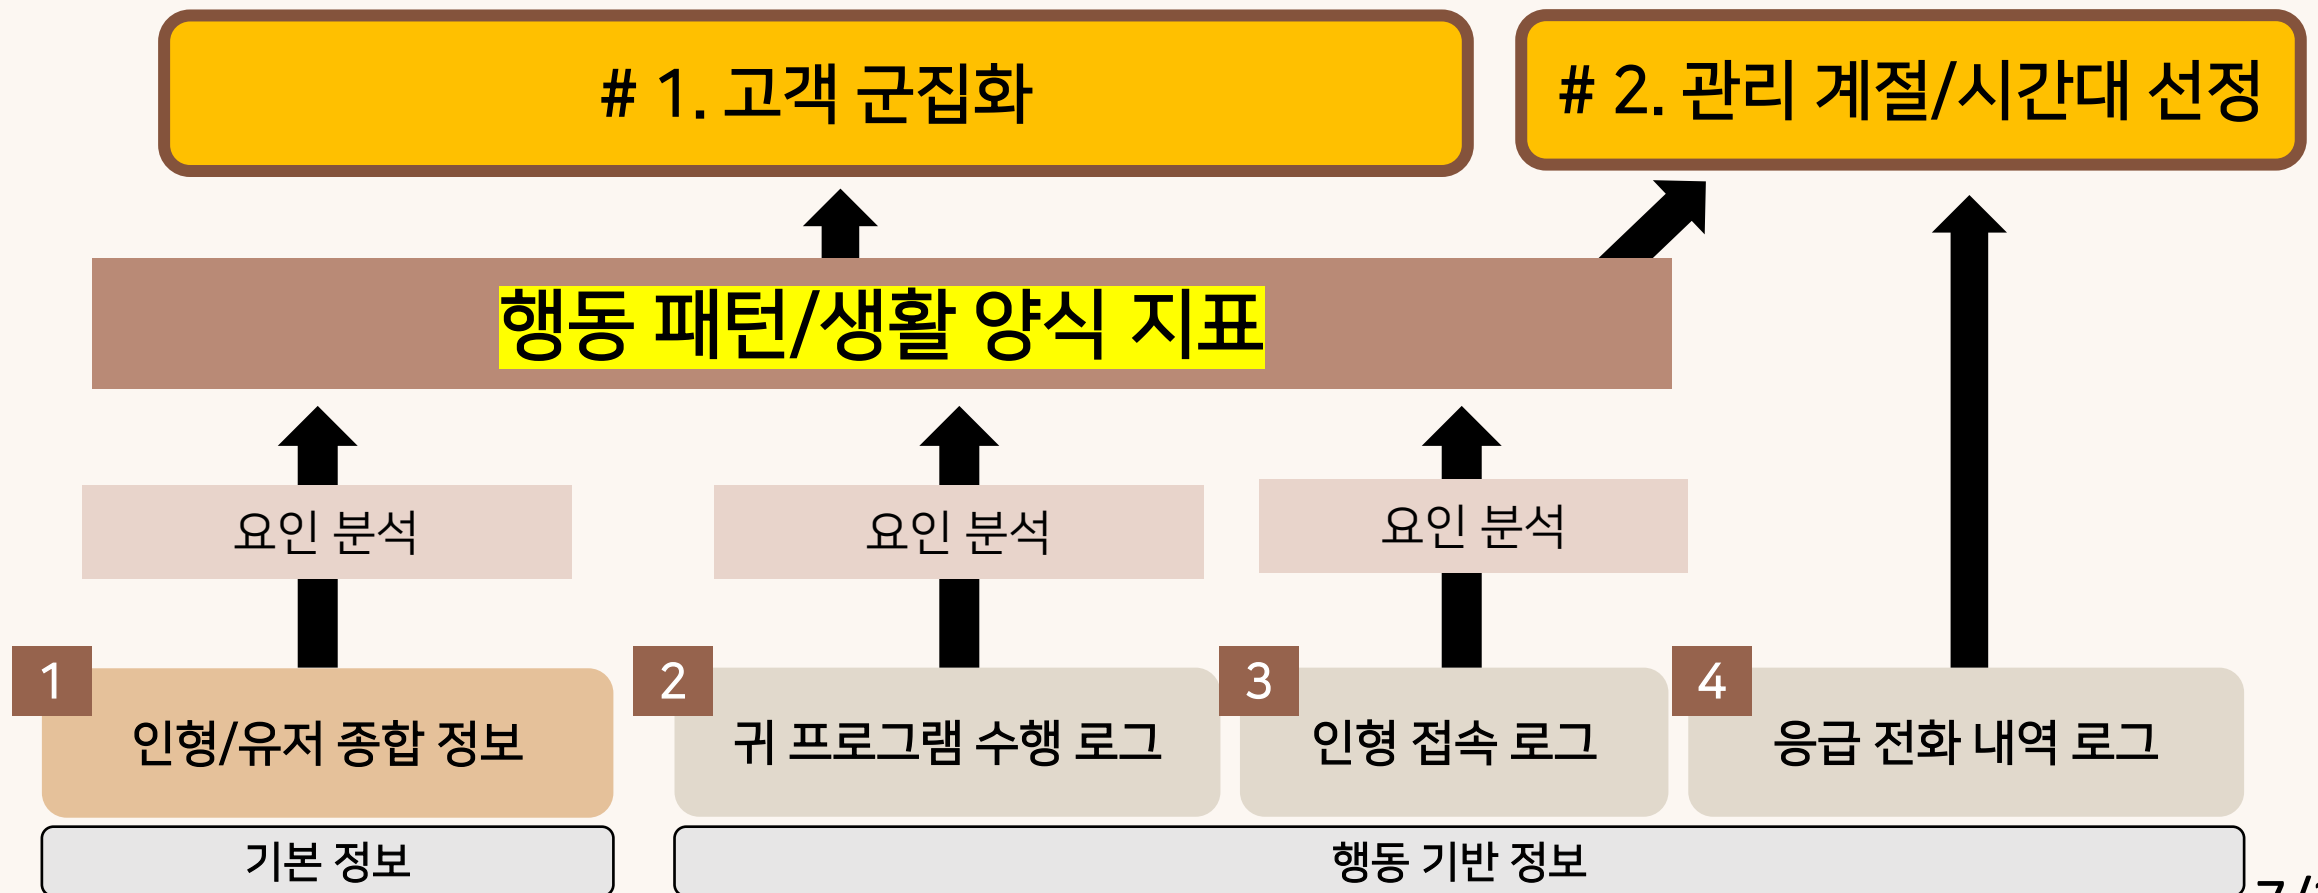 # 1. 고객 군집화
# 2. 관리 계절/시간대 선정
행동 패턴/생활 양식 지표
요인 분석
요인 분석
요인 분석
1
인형/유저 종합 정보
2
귀 프로그램 수행 로그
3
인형 접속 로그
4
응급 전화 내역 로그
기본 정보
행동 기반 정보